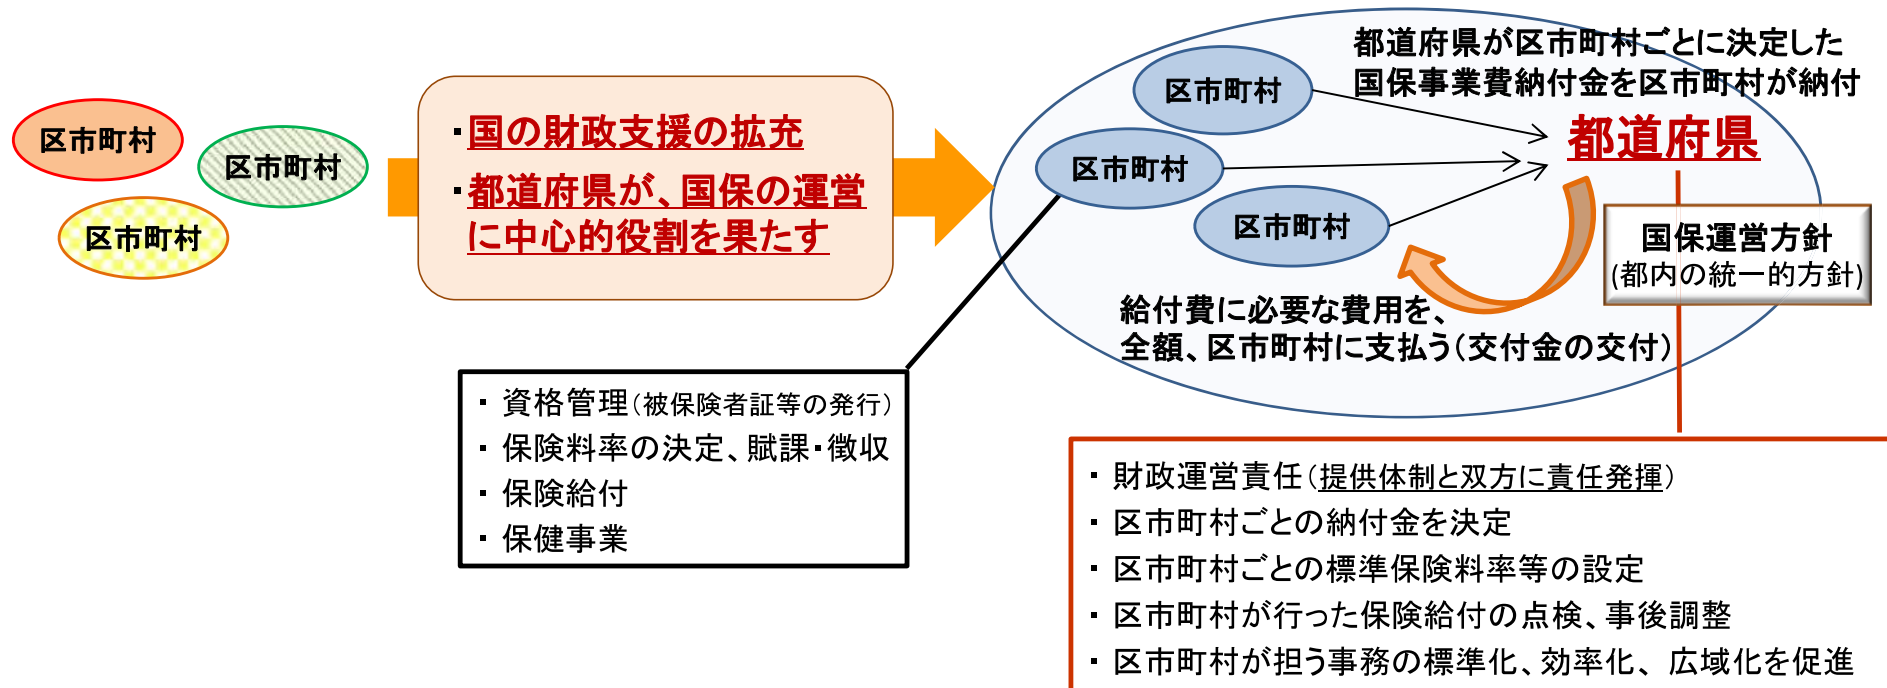 区市町村
区市町村
区市町村
・国の財政支援の拡充
・都道府県が、国保の運営
に中心的役割を果たす
都道府県が区市町村ごとに決定した
国保事業費納付金を区市町村が納付
区市町村
区市町村
区市町村
都道府県
国保運営方針
(都内の統一的方針)
給付費に必要な費用を、
全額、区市町村に支払う（交付金の交付）
・ 資格管理（被保険者証等の発行）
・ 保険料率の決定、賦課・徴収
・ 保険給付
・ 保健事業
・ 財政運営責任（提供体制と双方に責任発揮）
・ 区市町村ごとの納付金を決定
・ 区市町村ごとの標準保険料率等の設定
・ 区市町村が行った保険給付の点検、事後調整
・ 区市町村が担う事務の標準化、効率化、広域化を促進